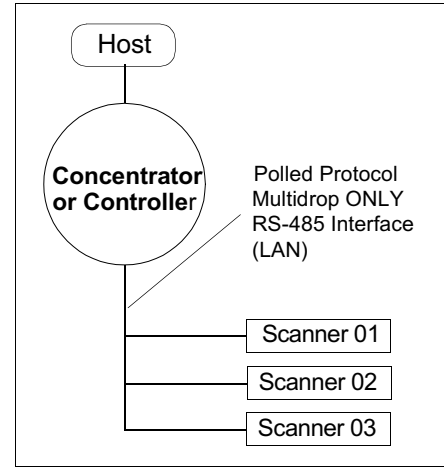 Host
Concentrator
or Controller
Polled Protocol
Multidrop ONLY
RS-485 Interface
(LAN)
Scanner 01
Scanner 02
Scanner 03